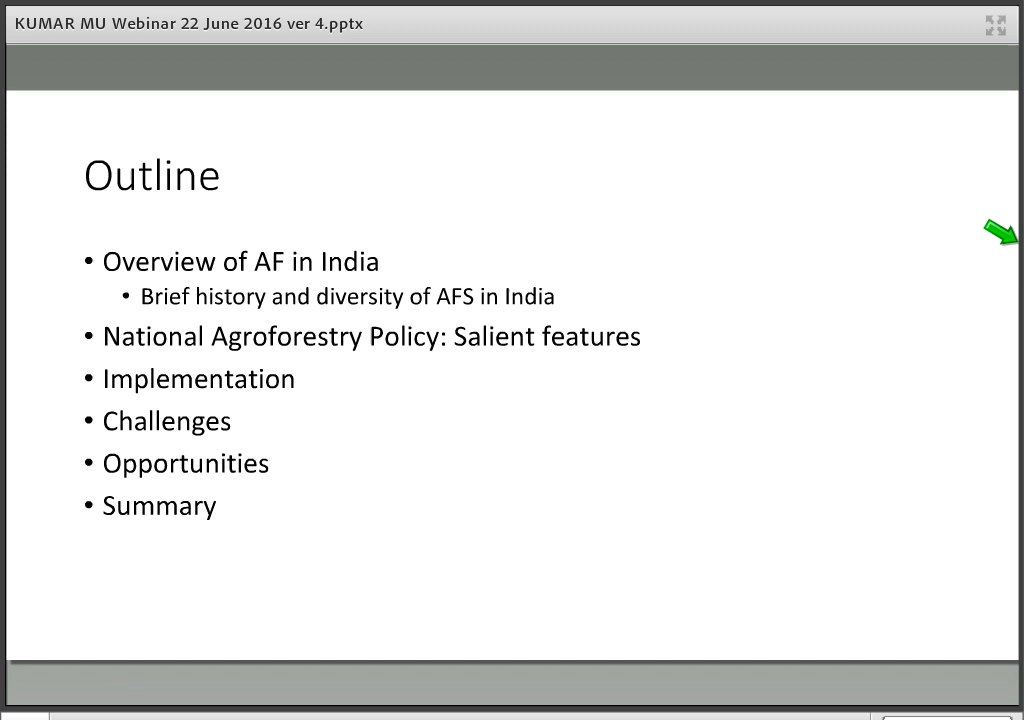 KUMAR MU Webinar 22 June 2016 ver 4.pptx
Outline
• Overview of AF in India
• Brief history and diversity of AFS in India
• National Agroforestry Policy: Salient features
• Implementation
• Challenges
• Opportunities
• Summary